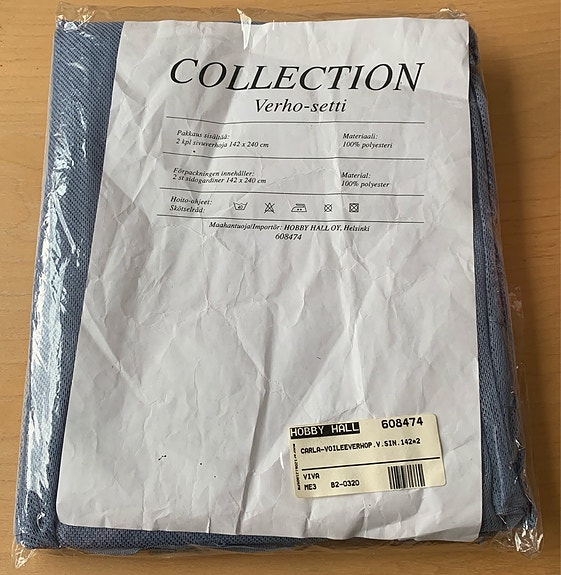 COLLECTION
Verho-setti
Pakkaus sisältää:
2 kpl sivuverhoja 142 x 240 cm
Materiaali:
100% polyesteri
Förpackningen innehåller:
2 st sidogardiner 142 x 240 cm
Material:
100% polyester
Hoito-ohjeet:
Skötselråd:
Maahantuoja/Importör: HOBBY HALL OY, Helsinki
608474
HOBBY HALL 608474
CARLA-VOILEEVERHOP.V.SIN.142*2
VIVA
ME3 B2-0320